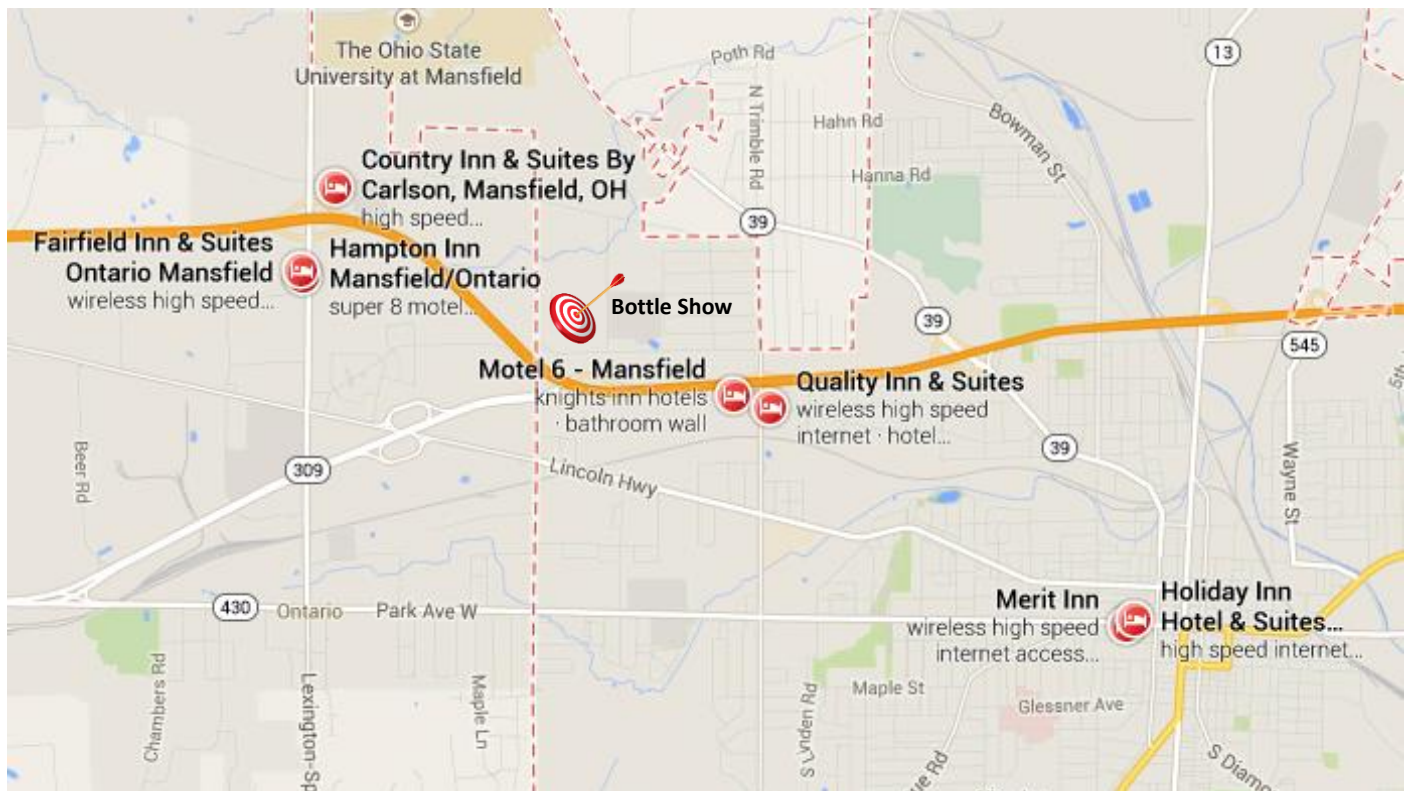 The Ohio State
University at Mansfield
Poth Rd
13
N Trimble Rd
Hahn Rd
Bowman St
Country Inn & Suites By
Carlson, Mansfield, OH
high speed...
Hanna Rd
39
Fairfield Inn & Suites
Ontario Mansfield
wireless high speed...
Hampton Inn
Mansfield/Ontario
super 8 motel...
Bottle Show
39
545
Motel 6 - Mansfield
knights inn hotels
· bathroom wall
Quality Inn & Suites
wireless high speed
internet · hotel...
5th
Beer Rd
309
Lincoln Hwy
39
Wayne St
430
Ontario
Park Ave W
Merit Inn
wireless high speed
internet access...
Holiday Inn
Hotel & Suites...
high speed internet...
Chambers Rd
Lexington-Sp
Maple Ln
S Linden Rd
Maple St
Glessner Ave
ue Rd
S Diamo